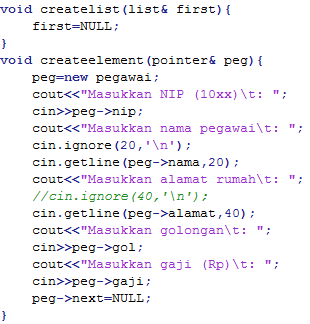 void createlist(list& first){
first=NULL;
}
void createelement(pointer& peg){
peg=new pegawai;
cout<<"Masukkan NIP (10xx)\t: ";
cin>>peg->nip;
cout<<"Masukkan nama pegawai\t: ";
cin.ignore(20,'\n');
cin.getline(peg->nama,20);
cout<<"Masukkan alamat rumah\t: ";
//cin.ignore(40,'\n');
cin.getline(peg->alamat,40);
cout<<"Masukkan golongan\t: ";
cin>>peg->gol;
cout<<"Masukkan gaji (Rp)\t: ";
cin>>peg->gaji;
peg->next=NULL;
}